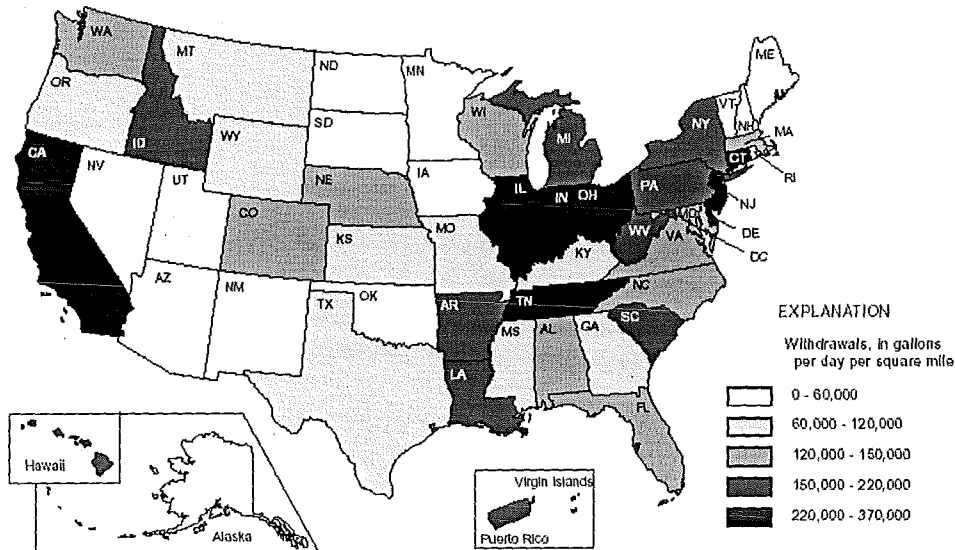 WA
MT
ND
MN
ME
OR
VT
ID
SD
WI
NY
NH
MA
WY
MI
CA
CT
NV
IA
PA
RI
UT
NE
IL
IN
OH
NJ
CO
MD
DE
WV
MO
VA
DC
KS
KY
AZ
NC
NM
OK
TN
TX
AR
SC
MS
AL
GA
LA
FL
EXPLANATION
Withdrawals, in gallons
per day per square mile
0 - 60,000
60,000 - 120,000
120,000 - 150,000
150,000 - 220,000
220,000 - 370,000
Hawaii
Alaska
Virgin Islands
Puerto Rico